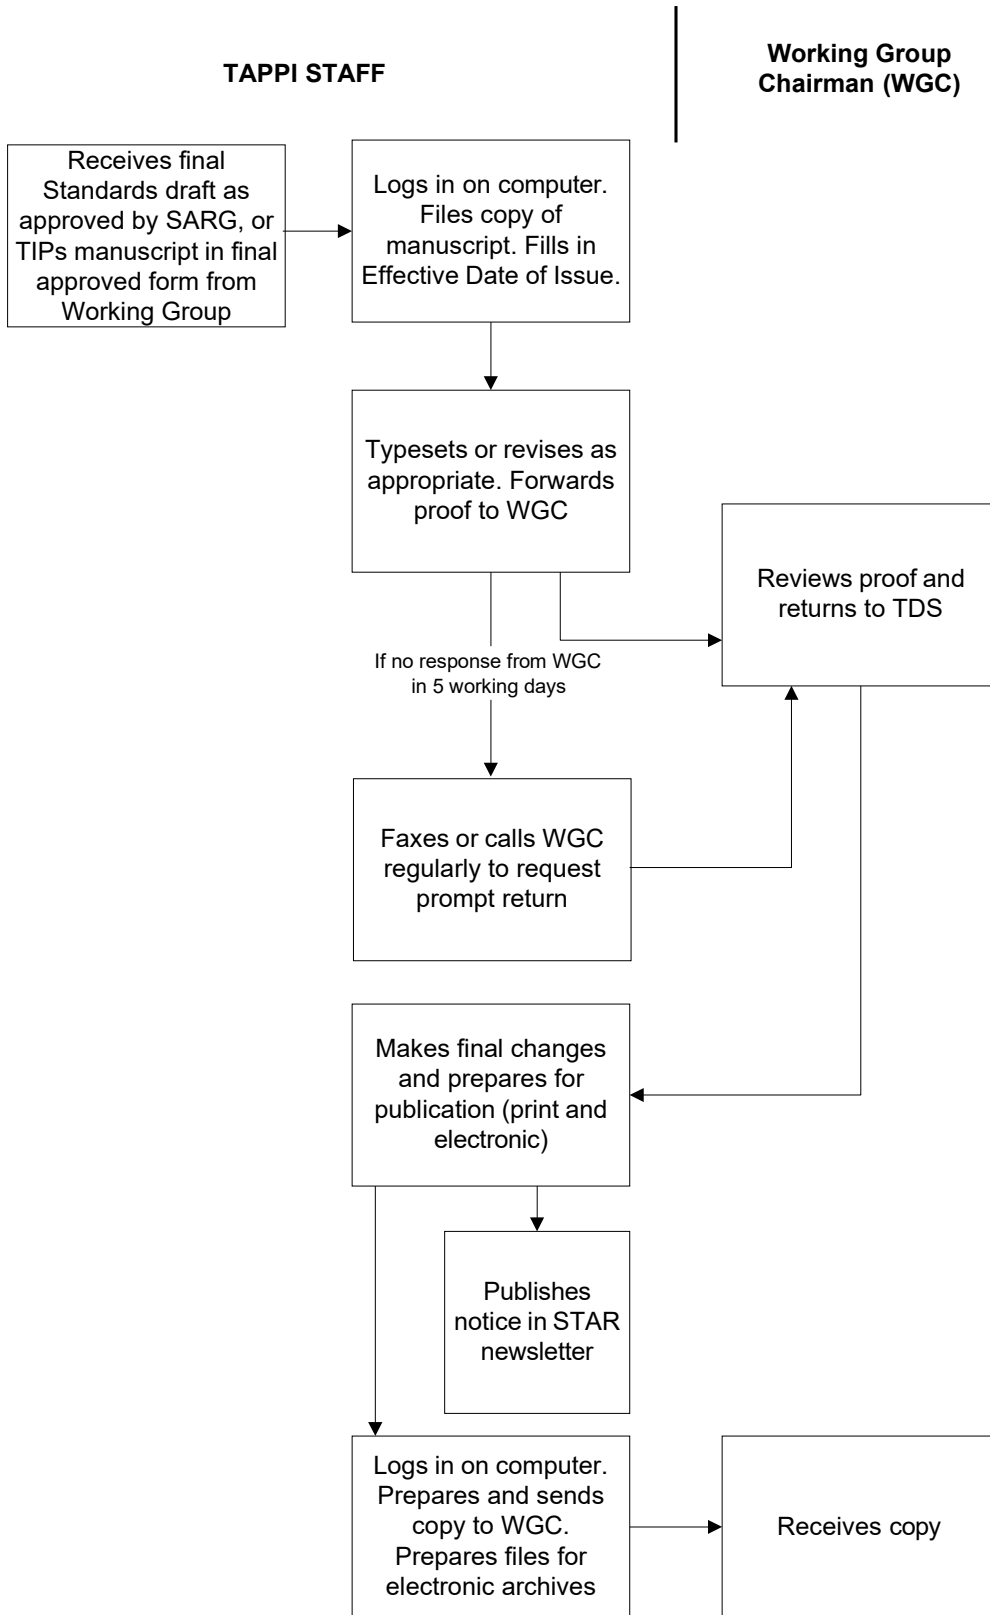 TAPPI STAFF
Working Group
Chairman (WGC)
Receives final
Standards draft as
approved by SARG, or
TIPs manuscript in final
approved form from
Working Group
Logs in on computer.
Files copy of
manuscript. Fills in
Effective Date of Issue.
Typesets or revises as
appropriate. Forwards
proof to WGC
Reviews proof and
returns to TDS
If no response from WGC
in 5 working days
Faxes or calls WGC
regularly to request
prompt return
Makes final changes
and prepares for
publication (print and
electronic)
Publishes
notice in STAR
newsletter
Logs in on computer.
Prepares and sends
copy to WGC.
Prepares files for
electronic archives
Receives copy